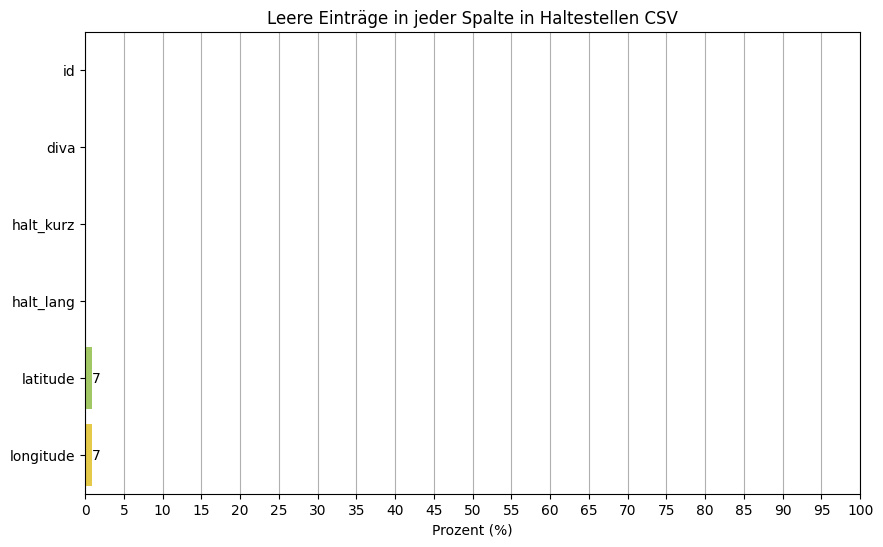 Leere Einträge in jeder Spalte in Haltestellen CSV
id
diva
halt_kurz
halt_lang
latitude 7
longitude 7
0 5 10 15 20 25 30 35 40 45 50 55 60 65 70 75 80 85 90 95 100
Prozent (%)